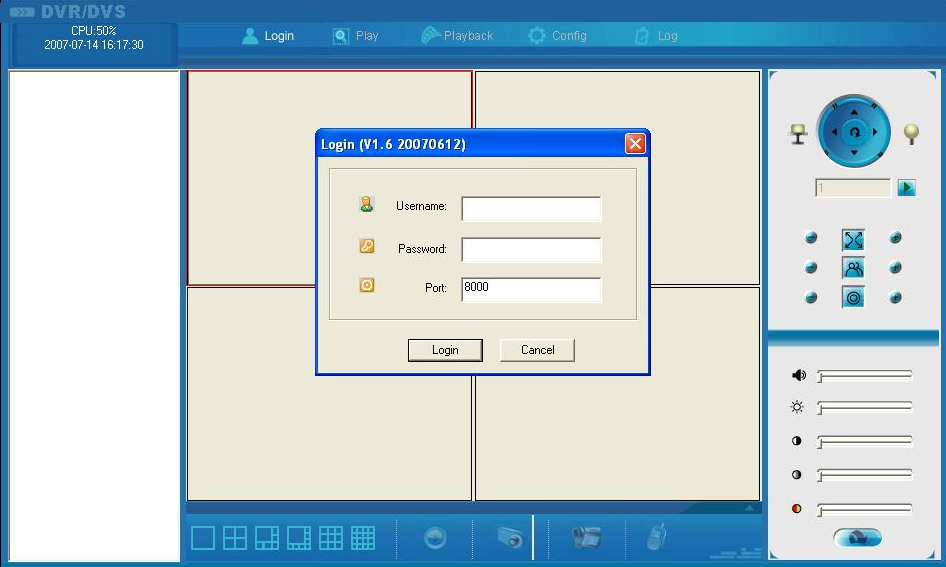 DVR/DVS
CPU:50%
2007-07-14 16:17:30
Login Play Playback Config Log
Login (V1.6 20070612)
Username:
Password:
Port: 8000
Login Cancel
1